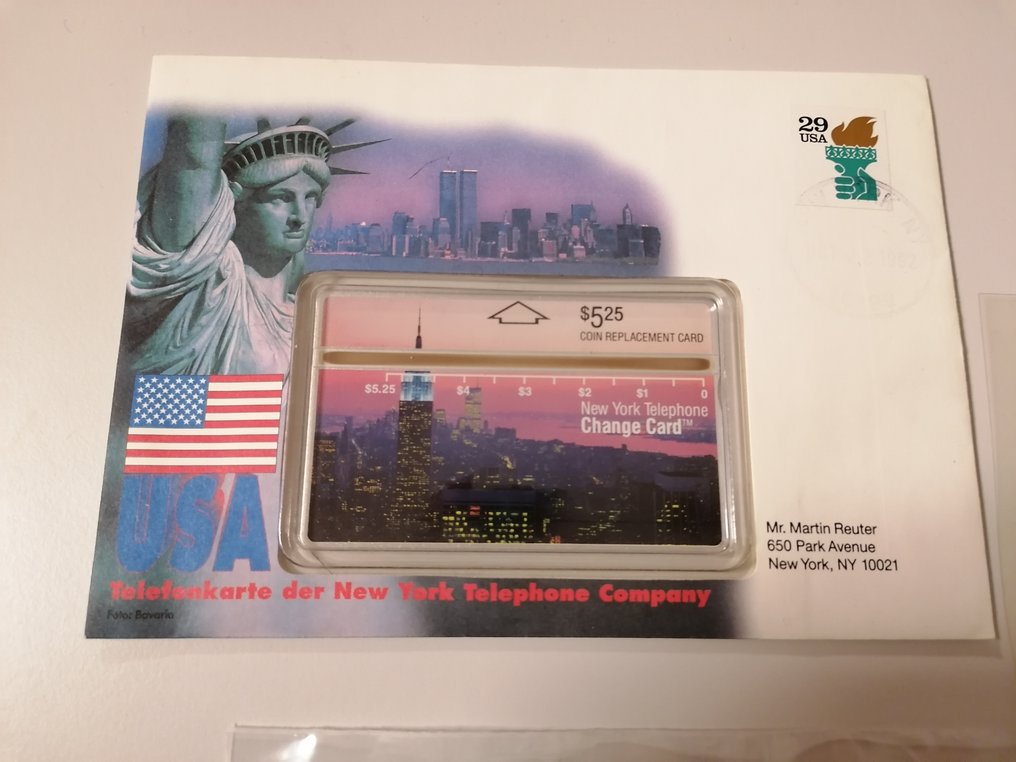 29
USA
1992
$5.25
COIN REPLACEMENT CARD
$5.25 $4 $3 $2 $1 0
New York Telephone
Change Card™
USA
Telefonkarte der New York Telephone Company
Foto: Bavaria
Mr. Martin Reuter
650 Park Avenue
New York, NY 10021